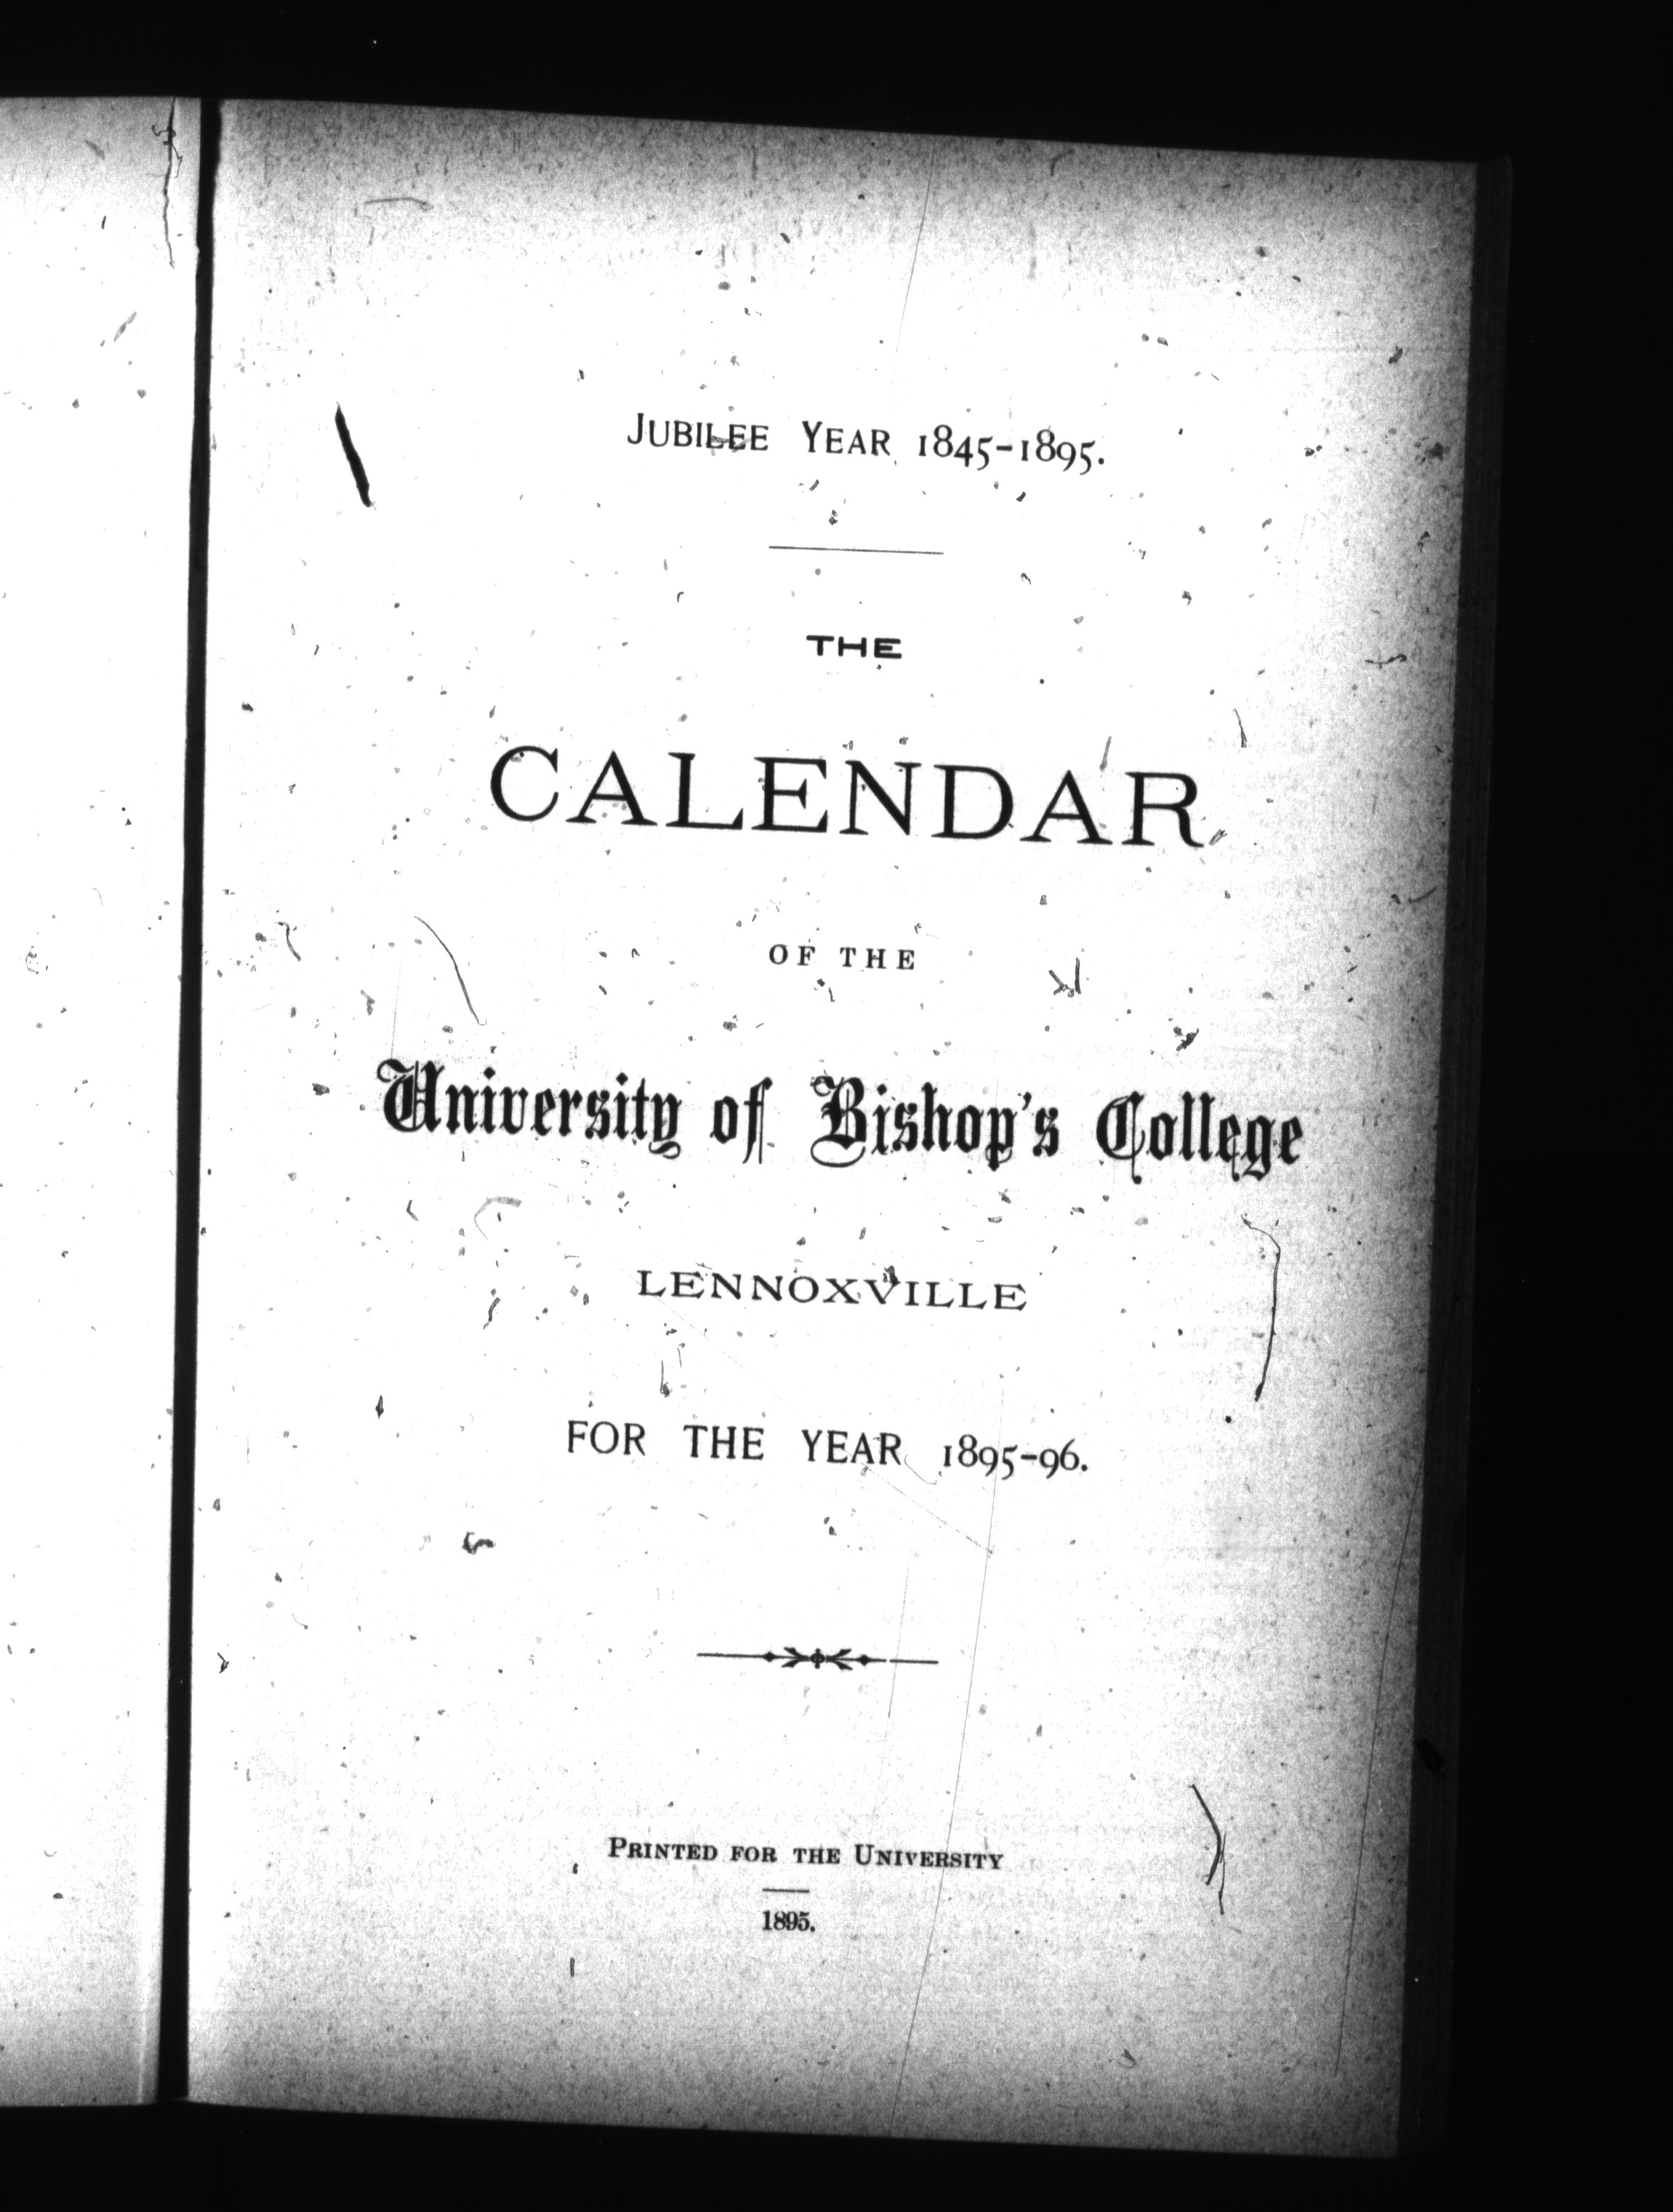 JUBILEE YEAR 1845-1895.
THE
CALENDAR
OF THE
University of Bishop's College
LENNOXVILLE
FOR THE YEAR 1895-96.
PRINTED FOR THE UNIVERSITY
1895.